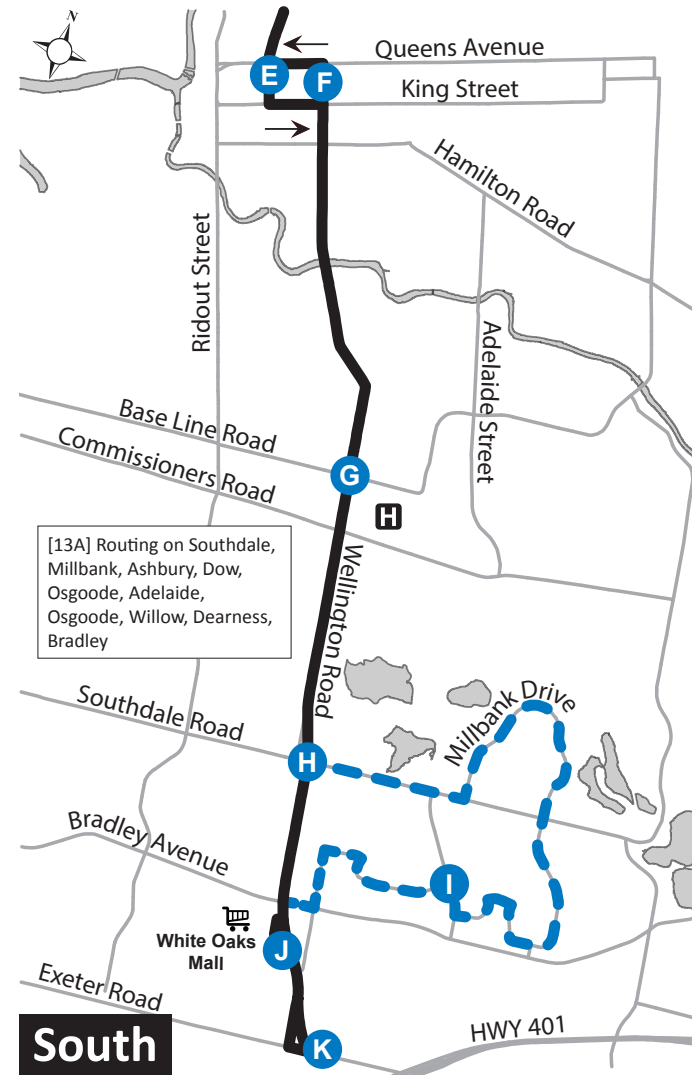 N
Queens Avenue
E
F
King Street
Hamilton Road
Ridout Street
Adelaide Street
Base Line Road
Commissioners Road
G
H
[13A] Routing on Southdale,
Millbank, Ashbury, Dow,
Osgoode, Adelaide,
Osgoode, Willow, Dearness,
Bradley
Wellington Road
Millbank Drive
Southdale Road
H
Bradley Avenue
I
White Oaks
Mall
J
Exeter Road
South
K
HWY 401